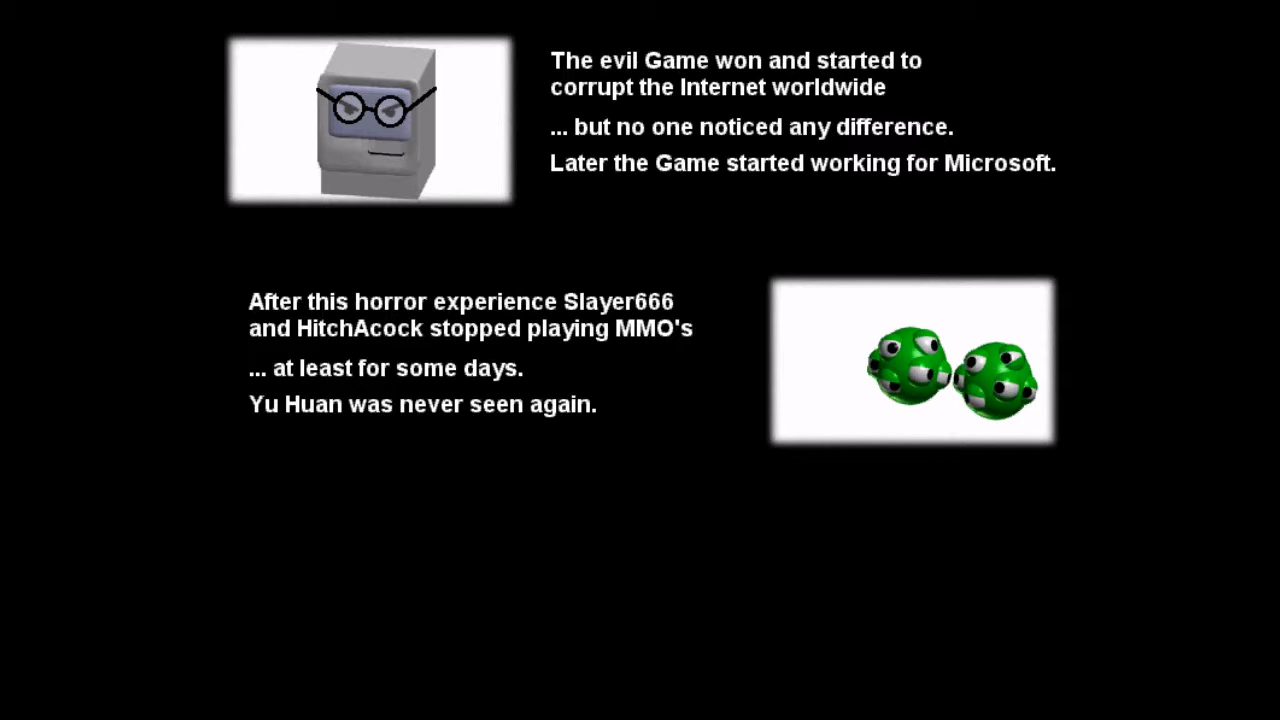 The evil Game won and started to
corrupt the Internet worldwide
... but no one noticed any difference.
Later the Game started working for Microsoft.
After this horror experience Slayer666
and HitchAcock stopped playing MMO's
... at least for some days.
Yu Huan was never seen again.